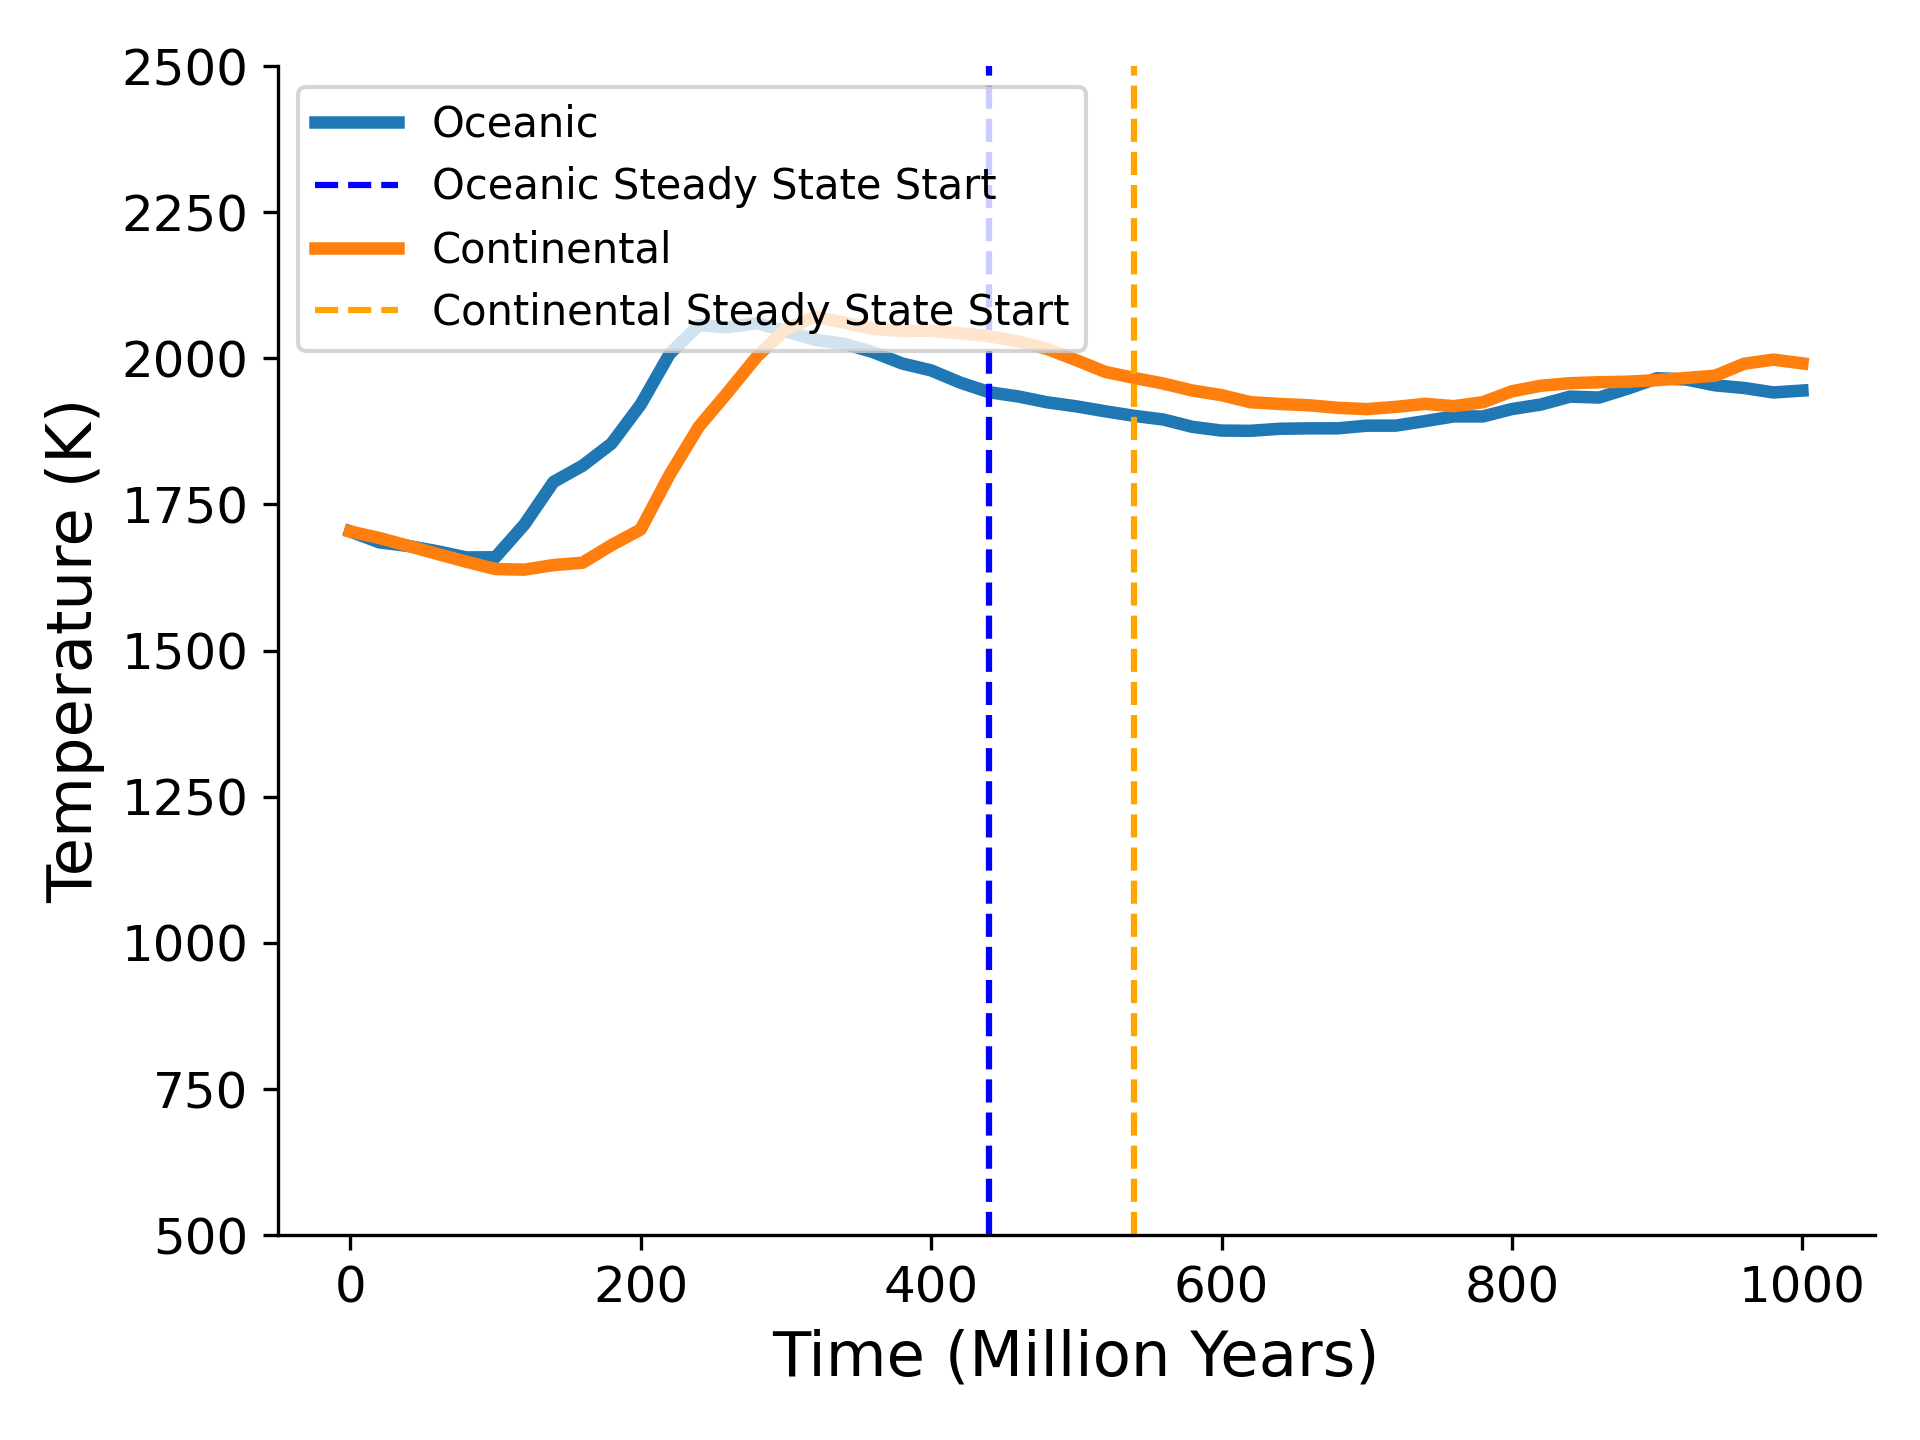 2500
2250
2000
1750
1500
1250
1000
750
500
Temperature (K)
Oceanic
Oceanic Steady State Start
Continental
Continental Steady State Start
0 200 400 600 800 1000
Time (Million Years)